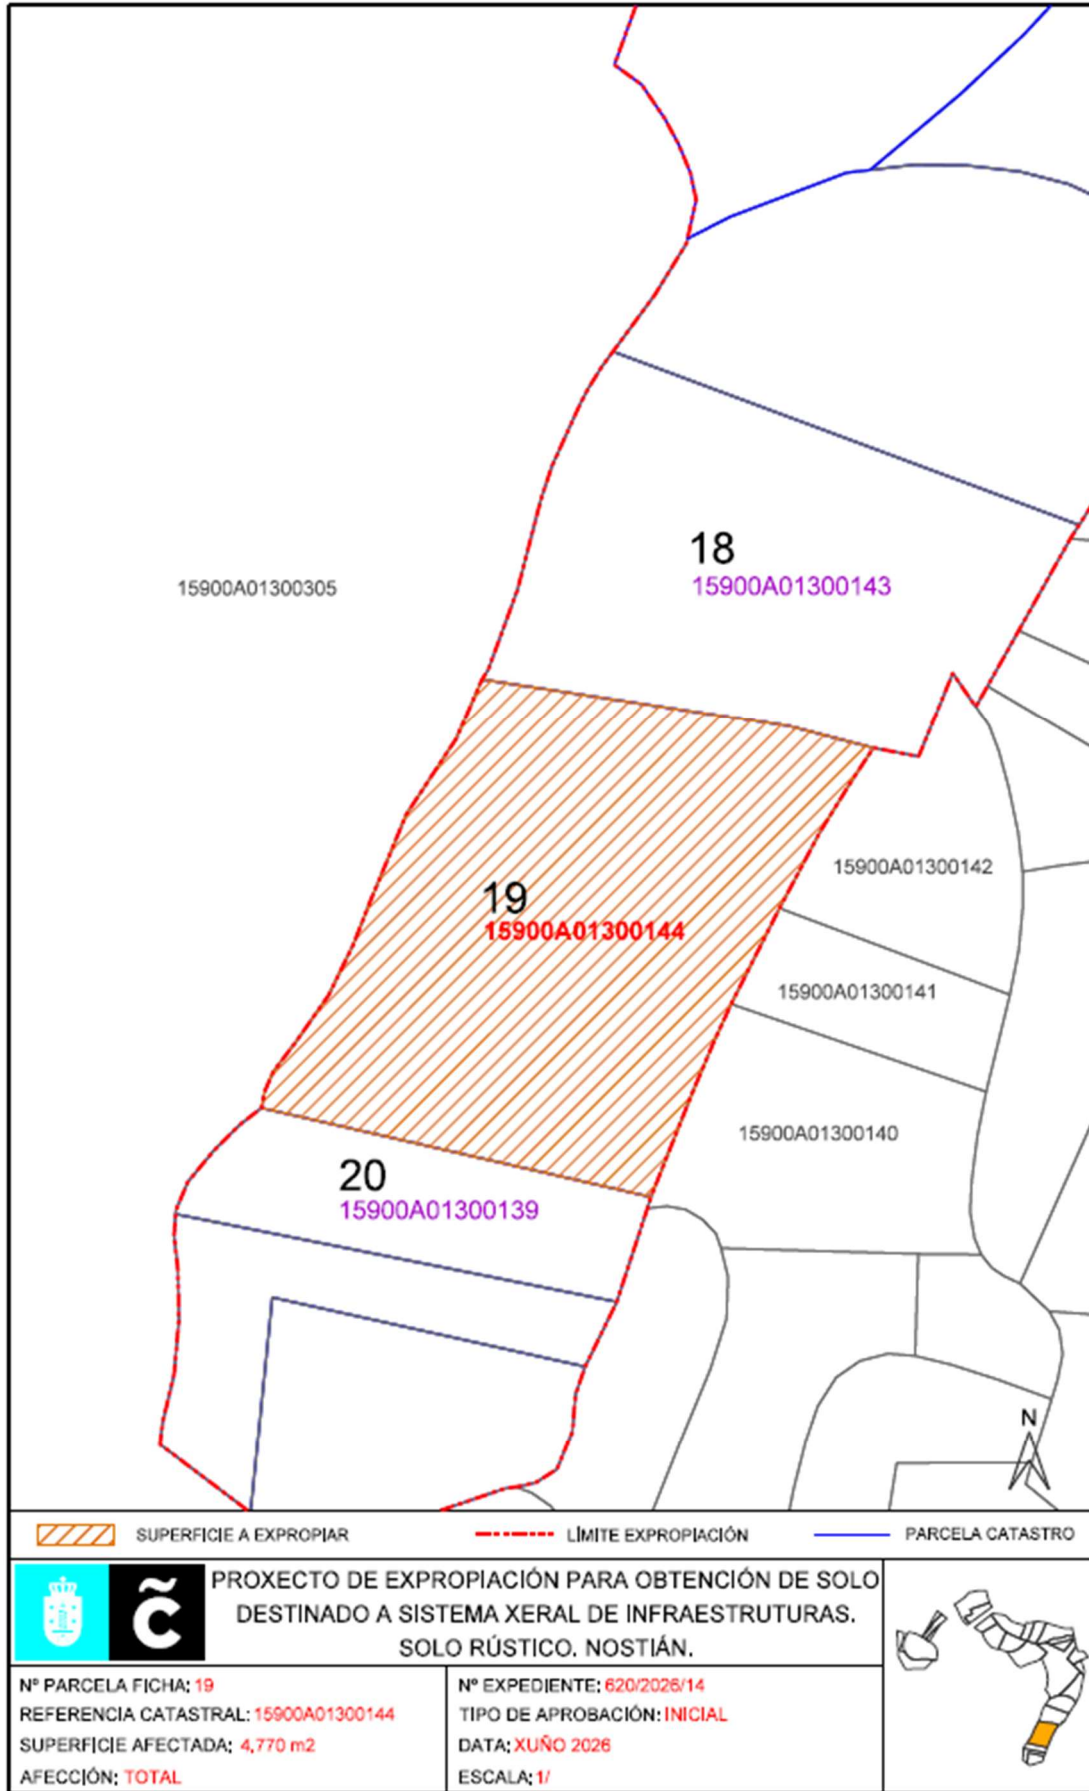 18
15900A01300143
15900A01300305
15900A01300142
19
15900A01300144
15900A01300141
15900A01300140
20
15900A01300139
N
SUPERFICIE A EXPROPIAR
LÍMITE EXPROPIACIÓN
PARCELA CATASTRO
PROXECTO DE EXPROPIACIÓN PARA OBTENCIÓN DE SOLO
DESTINADO A SISTEMA XERAL DE INFRAESTRUTURAS.
SOLO RÚSTICO. NOSTIÁN.
Nº PARCELA FICHA: 19
REFERENCIA CATASTRAL: 15900A01300144
SUPERFICIE AFECTADA: 4,770 m2
AFECCIÓN: TOTAL
Nº EXPEDIENTE: 620/2026/14
TIPO DE APROBACIÓN: INICIAL
DATA: XUÑO 2026
ESCALA: 1/